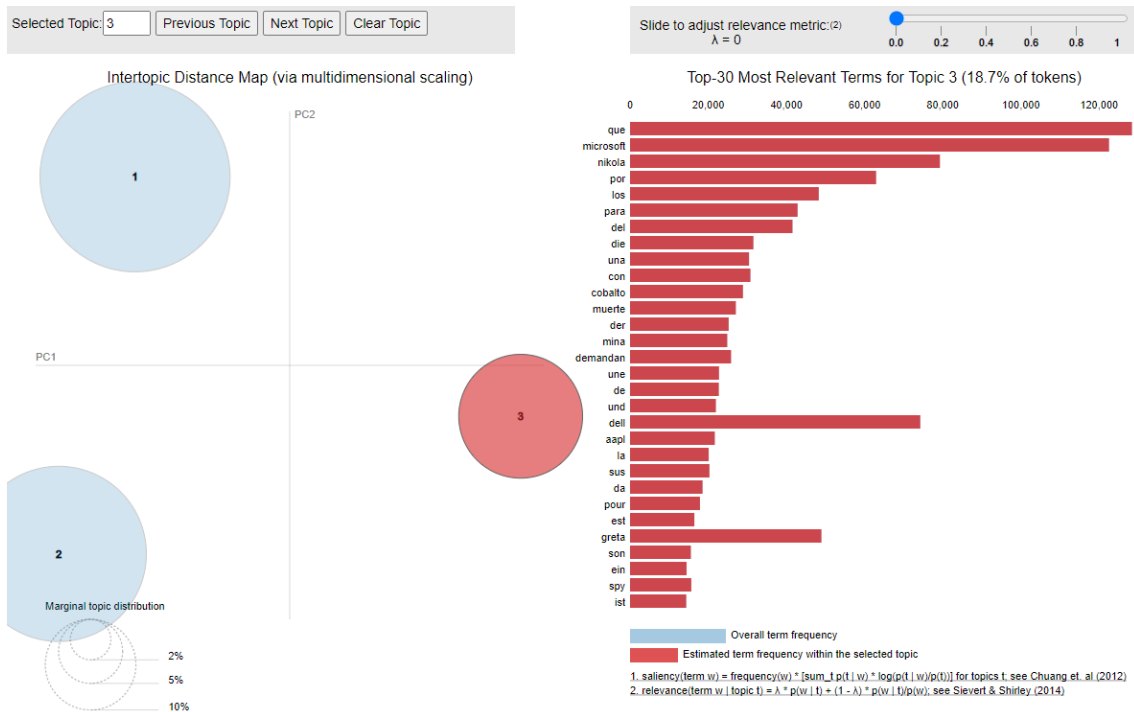 Selected Topic: 3 Previous Topic Next Topic Clear Topic
Slide to adjust relevance metric:(2)
λ = 0
0.0 0.2 0.4 0.6 0.8 1
Intertopic Distance Map (via multidimensional scaling)
PC2
PC1
1
3
2
Marginal topic distribution
2%
5%
10%
Top-30 Most Relevant Terms for Topic 3 (18.7% of tokens)
0 20,000 40,000 60,000 80,000 100,000 120,000
que
microsoft
nikola
por
los
para
del
die
una
con
cobalto
muerte
der
mina
demandan
une
de
und
dell
aapl
la
sus
da
pour
est
greta
son
ein
spy
ist
Overall term frequency
Estimated term frequency within the selected topic
1. saliency(term w) = frequency(w) * [sum_t p(t | w) * log(p(t | w)/p(t))] for topics t; see Chuang et. al (2012)
2. relevance(term w | topic t) = λ * p(w | t) + (1 - λ) * p(w | t)/p(w); see Sievert & Shirley (2014)